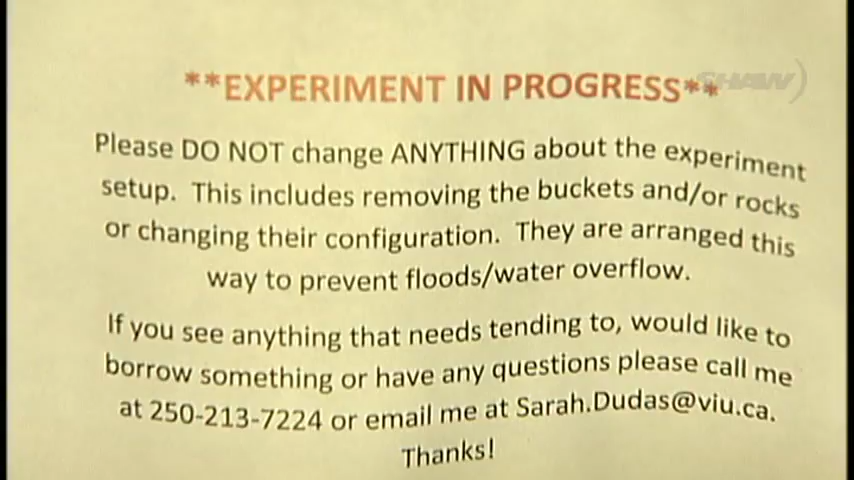 SHAW)
**EXPERIMENT IN PROGRESS**
Please DO NOT change ANYTHING about the experiment
setup. This includes removing the buckets and/or rocks
or changing their configuration. They are arranged this
way to prevent floods/water overflow.
If you see anything that needs tending to, would like to
borrow something or have any questions please call me
at 250-213-7224 or email me at Sarah.Dudas@viu.ca.
Thanks!